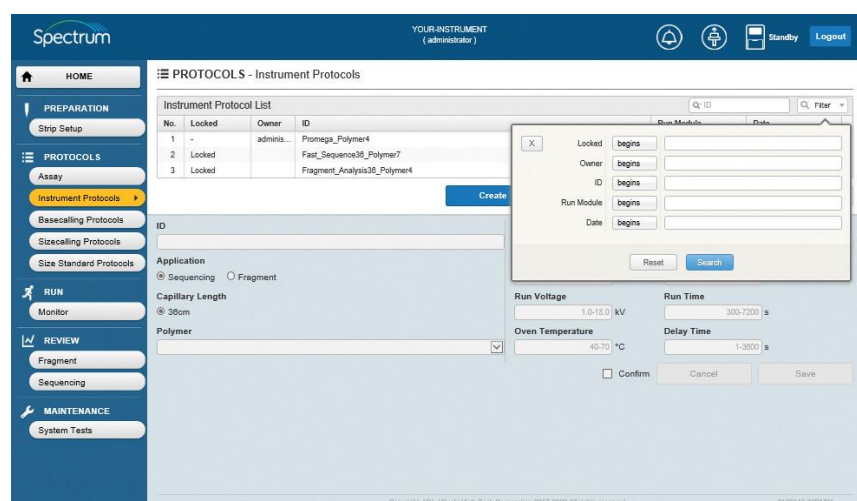 Spectrum
YOUR-INSTRUMENT
( administrator )
Standby
Logout
HOME
PREPARATION
Strip Setup
PROTOCOLS
Assay
Instrument Protocols
Basecalling Protocols
Sizecalling Protocols
Size Standard Protocols
RUN
Monitor
REVIEW
Fragment
Sequencing
MAINTENANCE
System Tests
PROTOCOLS - Instrument Protocols
Instrument Protocol List
ID
Filter
No. Locked Owner ID Run Module Date
1 - adminis... Promega_Polymer4
2 Locked Fast_Sequence36_Polymer7
3 Locked Fragment_Analysis36_Polymer4
Create
X Locked begins
Owner begins
ID begins
Run Module begins
Date begins
Reset Search
ID
Application
Sequencing Fragment
Capillary Length
36cm
Polymer
Run Voltage
1.0-18.0 kV
Run Time
300-7200 s
Oven Temperature
40-70 °C
Delay Time
1-3600 s
Confirm Cancel Save